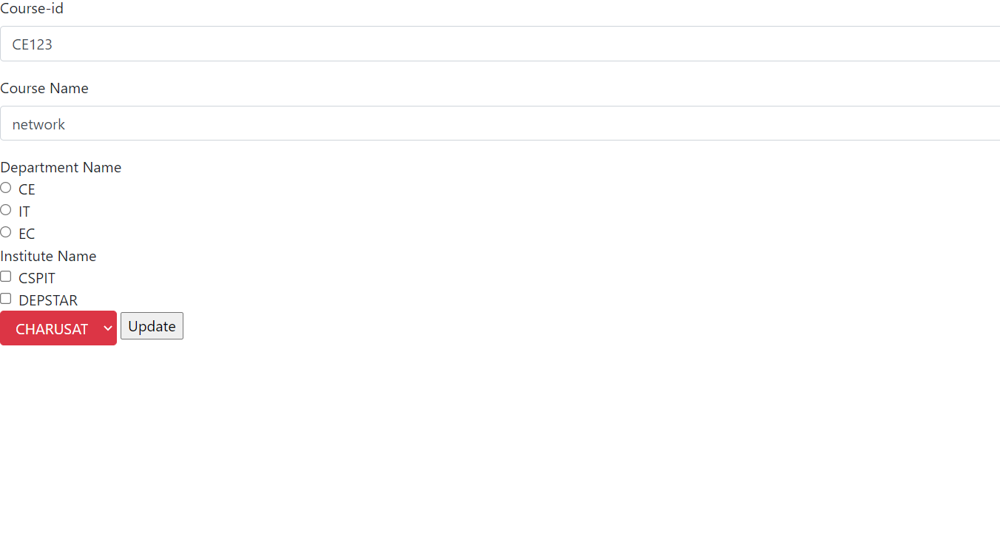 Course-id
CE123
Course Name
network
Department Name
CE
IT
EC
Institute Name
CSPIT
DEPSTAR
CHARUSAT Update